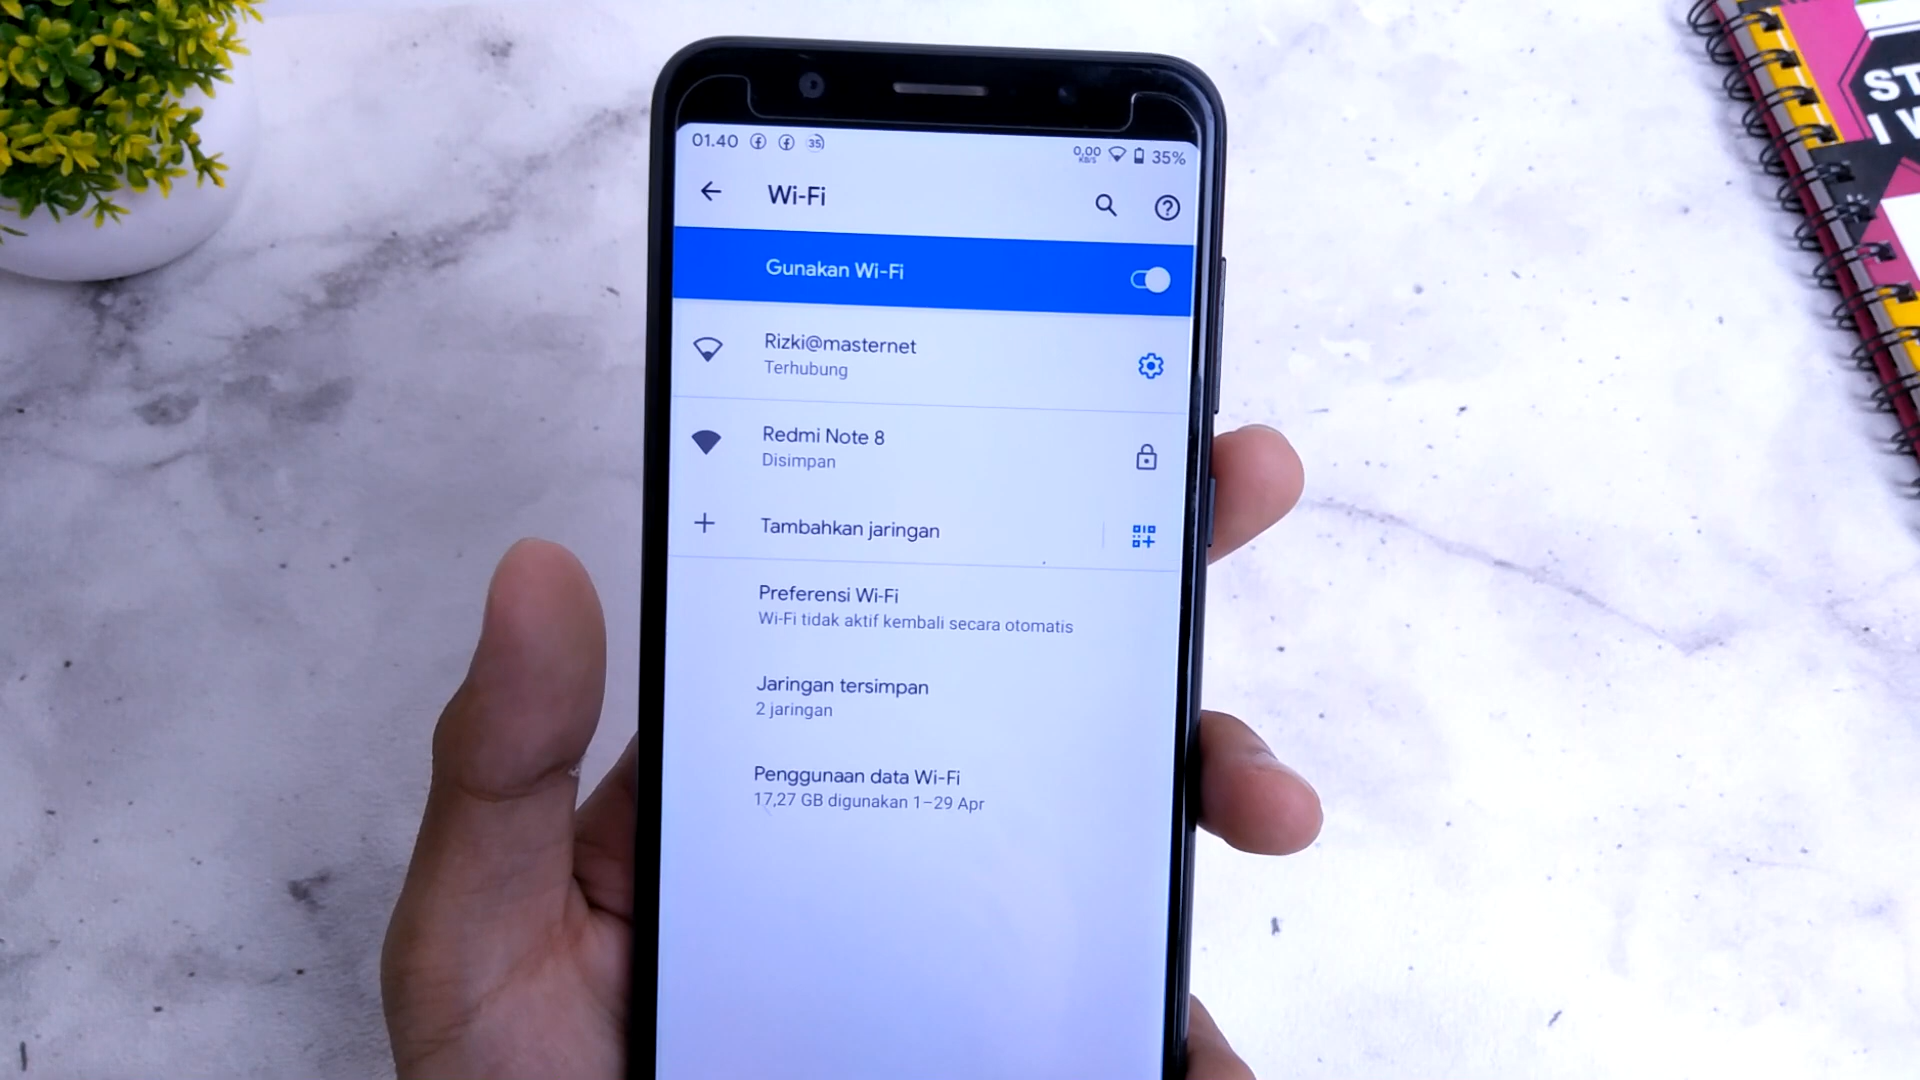 01.40 35
0,00 KB/S 35%
Wi-Fi
Gunakan Wi-Fi
Rizki@masternet
Terhubung
Redmi Note 8
Disimpan
Tambahkan jaringan
Preferensi Wi-Fi
Wi-Fi tidak aktif kembali secara otomatis
Jaringan tersimpan
2 jaringan
Penggunaan data Wi-Fi
17,27 GB digunakan 1–29 Apr
ST
I